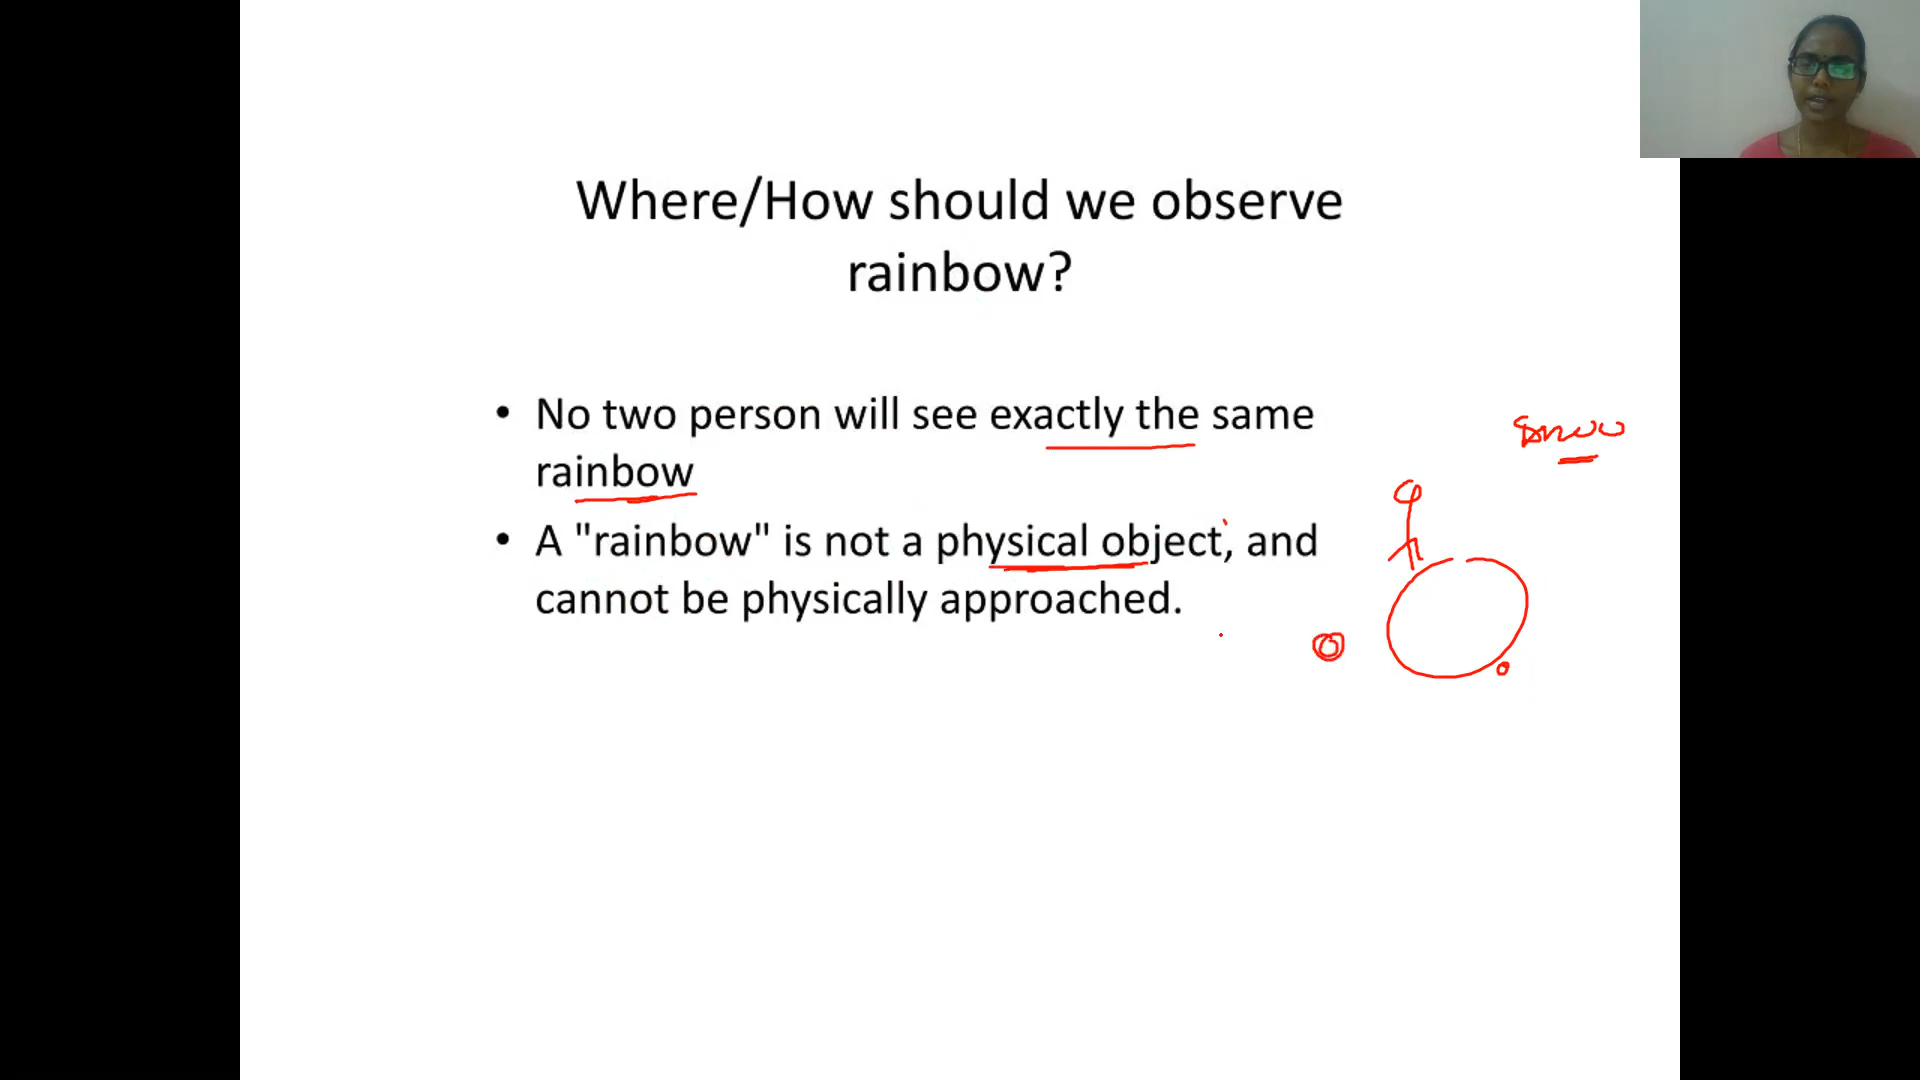 Where/How should we observe
rainbow?
• No two person will see exactly the same
rainbow
• A "rainbow" is not a physical object, and
cannot be physically approached.